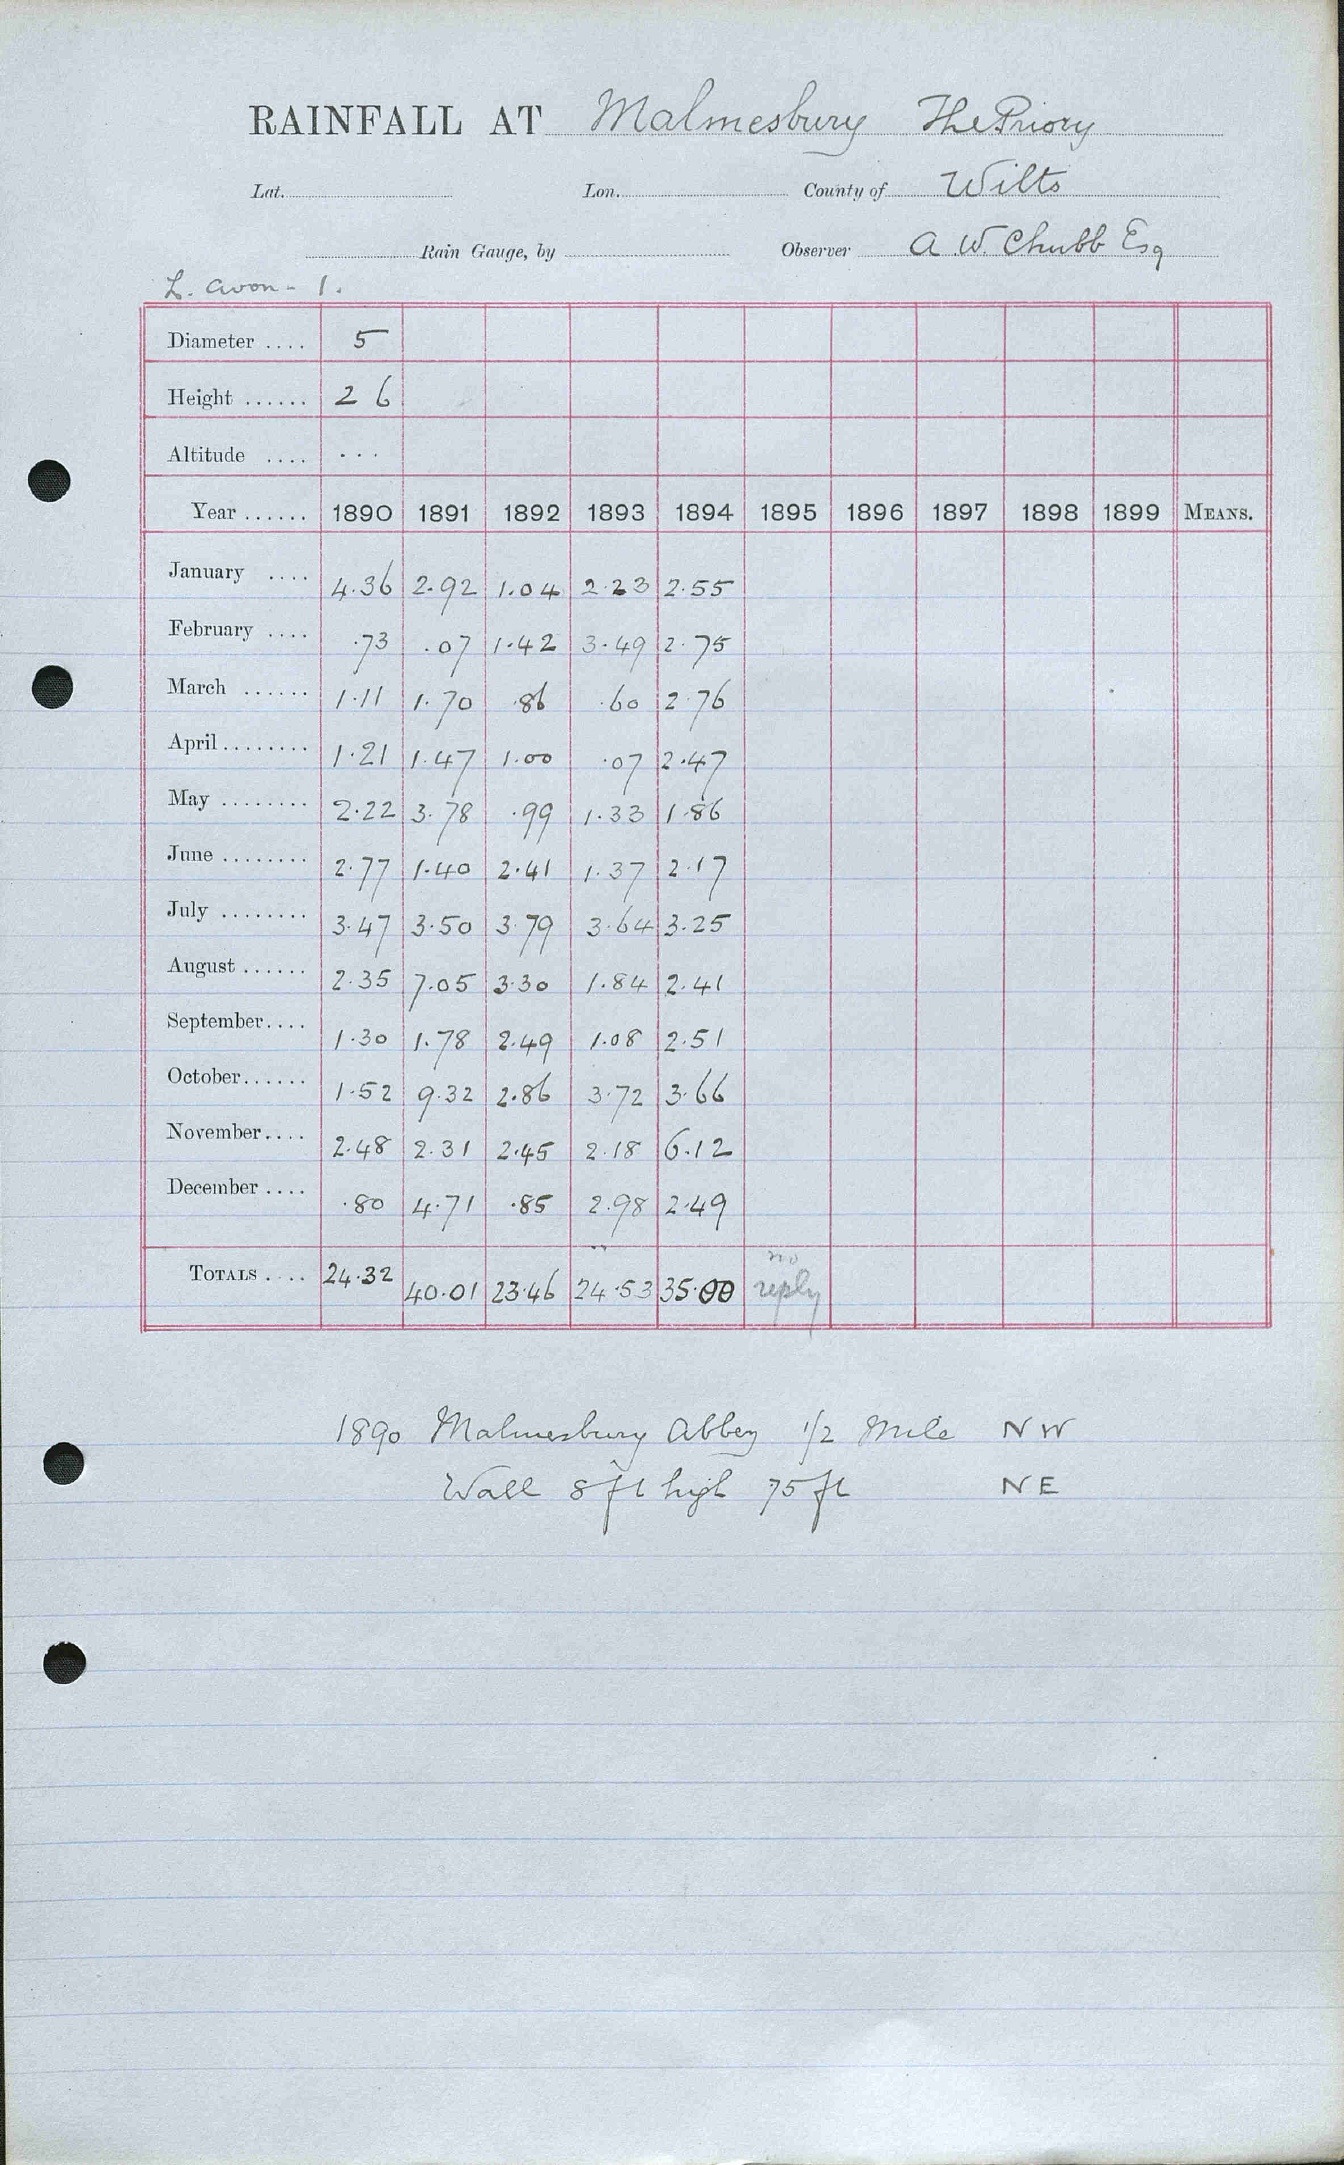 RAINFALL AT Malmesbury The Priory
Lat. Lon. County of Wilts
Rain Gauge, by Observer A. W. Chubb Esq
L. Avon - 1.
Diameter .... 5
Height ...... 2 6
Altitude .... ...
Year ...... 1890 1891 1892 1893 1894 1895 1896 1897 1898 1899 MEANS.
January .... 4.36 2.92 1.04 2.23 2.55
February .... .73 .07 1.42 3.49 2.75
March ...... 1.11 1.70 .86 .60 2.76
April ........ 1.21 1.47 1.00 .07 2.47
May ........ 2.22 3.78 .99 1.33 1.86
June ........ 2.77 1.40 2.41 1.37 2.17
July ........ 3.47 3.50 3.79 3.64 3.25
August ...... 2.35 7.05 3.30 1.84 2.41
September .... 1.30 1.78 2.49 1.08 2.51
October ...... 1.52 9.32 2.86 3.72 3.66
November .... 2.48 2.31 2.45 2.18 6.12
December .... .80 4.71 .85 2.98 2.49
TOTALS .... 24.32 40.01 23.46 24.53 35.00 no reply
1890 Malmesbury Abbey 1/2 Mile NW
Wall 8 ft high 75 ft NE